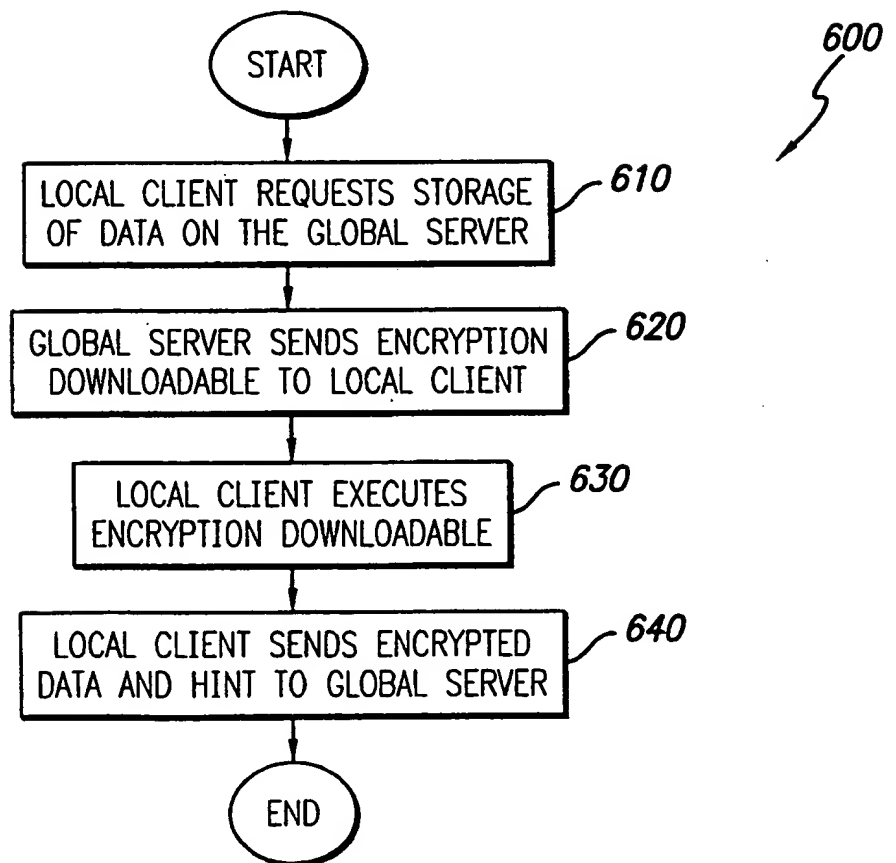 START
600
LOCAL CLIENT REQUESTS STORAGE
OF DATA ON THE GLOBAL SERVER
610
GLOBAL SERVER SENDS ENCRYPTION
DOWNLOADABLE TO LOCAL CLIENT
620
LOCAL CLIENT EXECUTES
ENCRYPTION DOWNLOADABLE
630
LOCAL CLIENT SENDS ENCRYPTED
DATA AND HINT TO GLOBAL SERVER
640
END